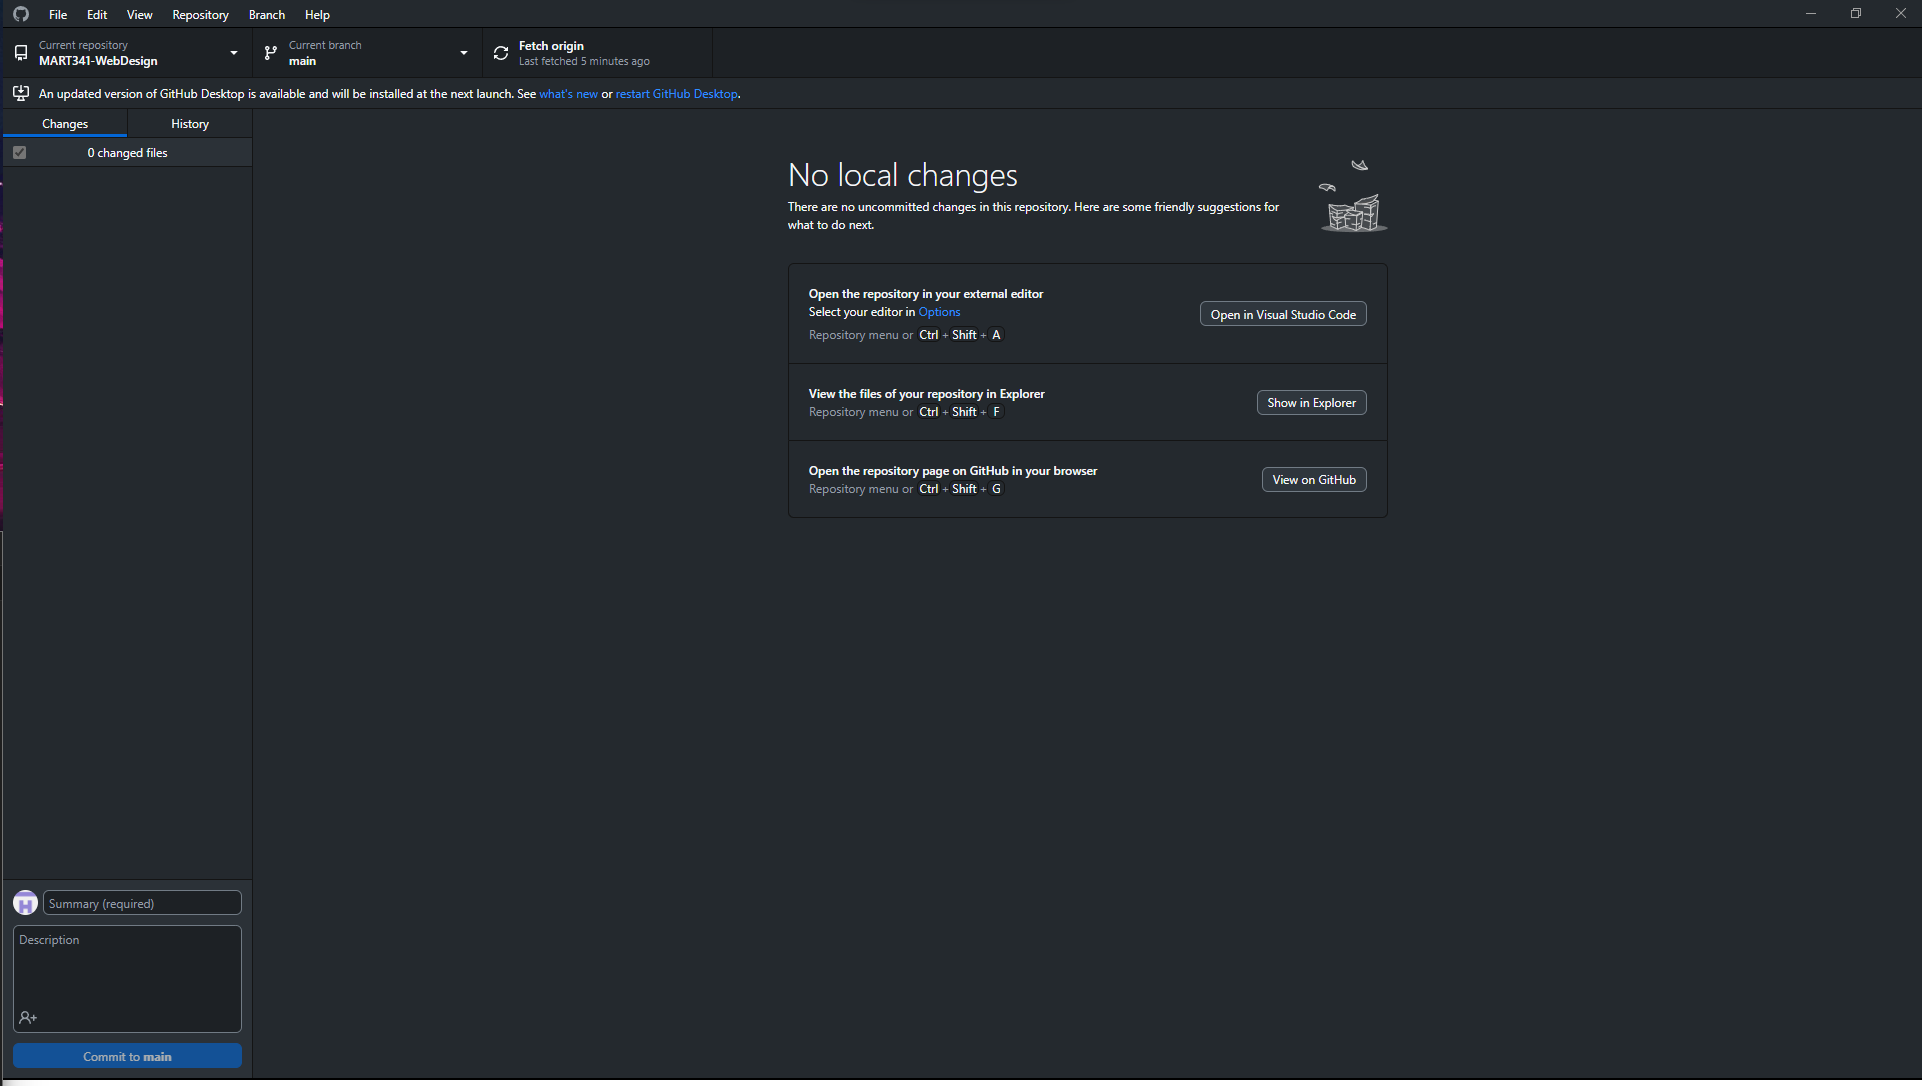 File Edit View Repository Branch Help
Current repository
MART341-WebDesign
Current branch
main
Fetch origin
Last fetched 5 minutes ago
An updated version of GitHub Desktop is available and will be installed at the next launch. See what's new or restart GitHub Desktop.
Changes History
0 changed files
No local changes
There are no uncommitted changes in this repository. Here are some friendly suggestions for
what to do next.
Open the repository in your external editor
Select your editor in Options
Repository menu or Ctrl + Shift + A
Open in Visual Studio Code
View the files of your repository in Explorer
Repository menu or Ctrl + Shift + F
Show in Explorer
Open the repository page on GitHub in your browser
Repository menu or Ctrl + Shift + G
View on GitHub
Summary (required)
Description
Commit to main